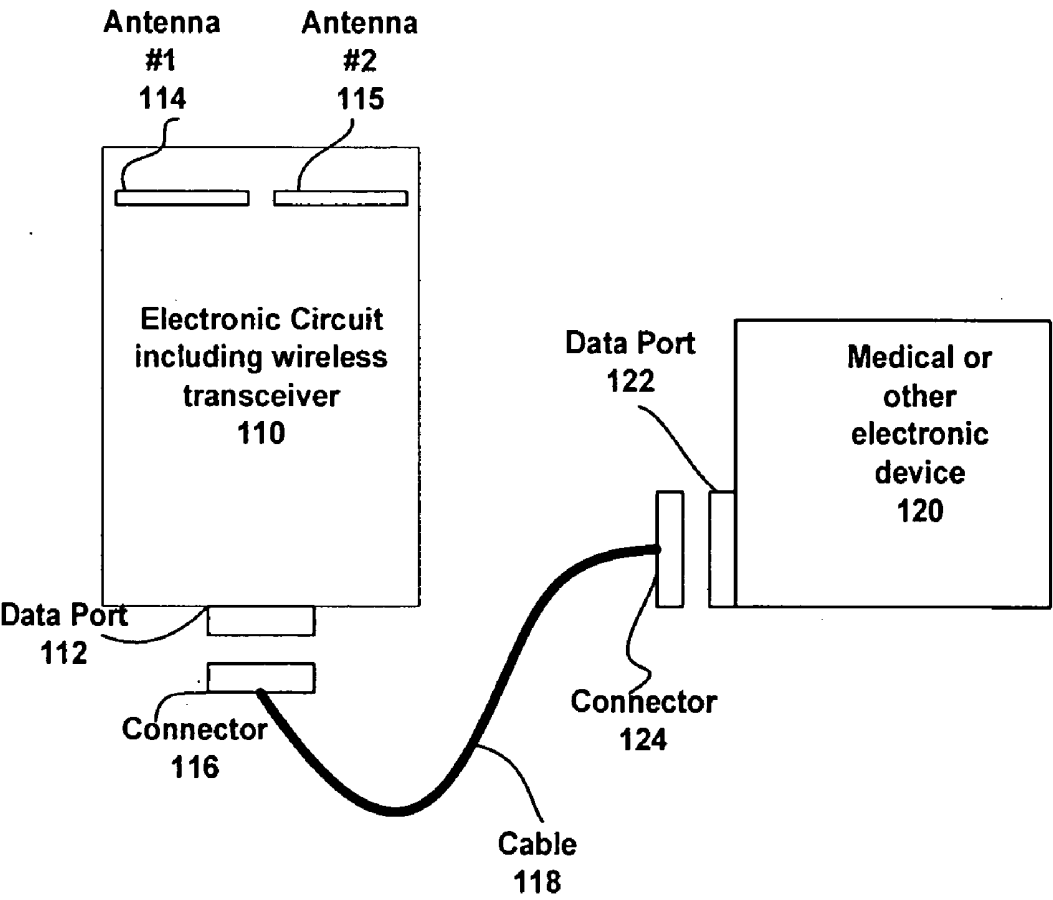 Antenna
#1
114
Antenna
#2
115
Electronic Circuit
including wireless
transceiver
110
Data Port
122
Medical or
other
electronic
device
120
Data Port
112
Connector
116
Connector
124
Cable
118